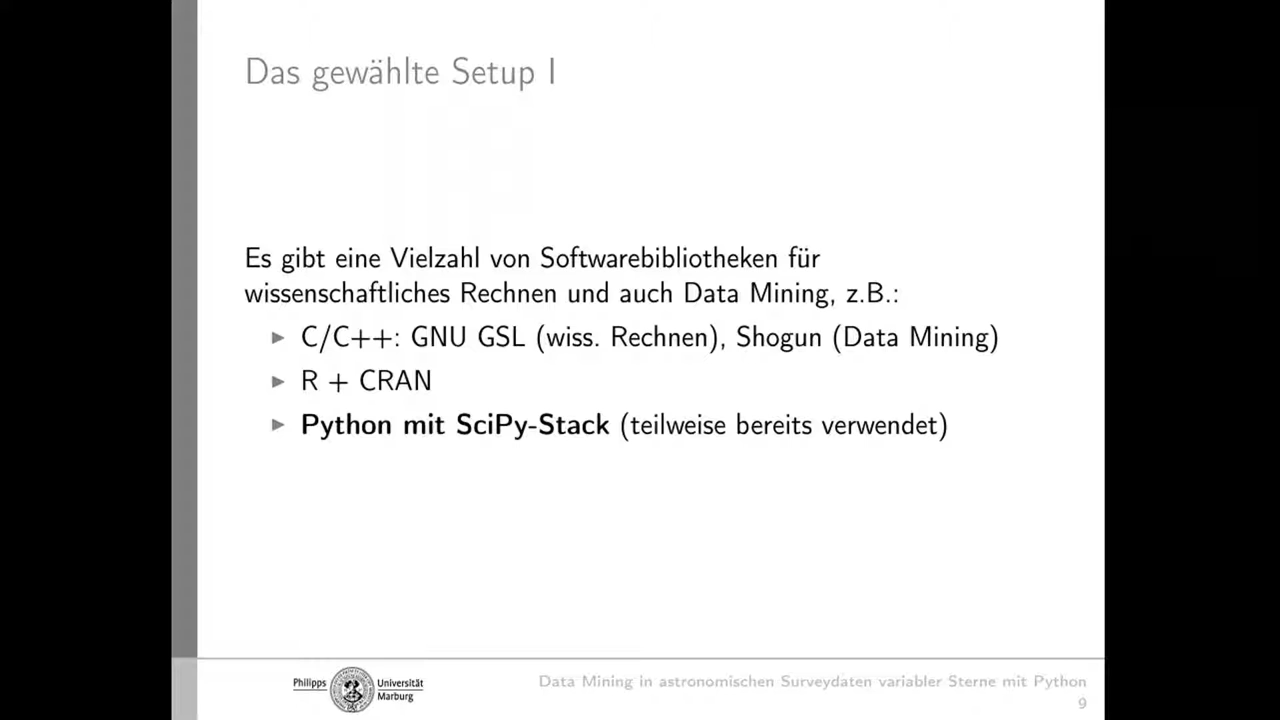 Das gewählte Setup I
Es gibt eine Vielzahl von Softwarebibliotheken für
wissenschaftliches Rechnen und auch Data Mining, z.B.:
C/C++: GNU GSL (wiss. Rechnen), Shogun (Data Mining)
R + CRAN
Python mit SciPy-Stack (teilweise bereits verwendet)
Philipps Universität
Marburg
Data Mining in astronomischen Surveydaten variabler Sterne mit Python
9